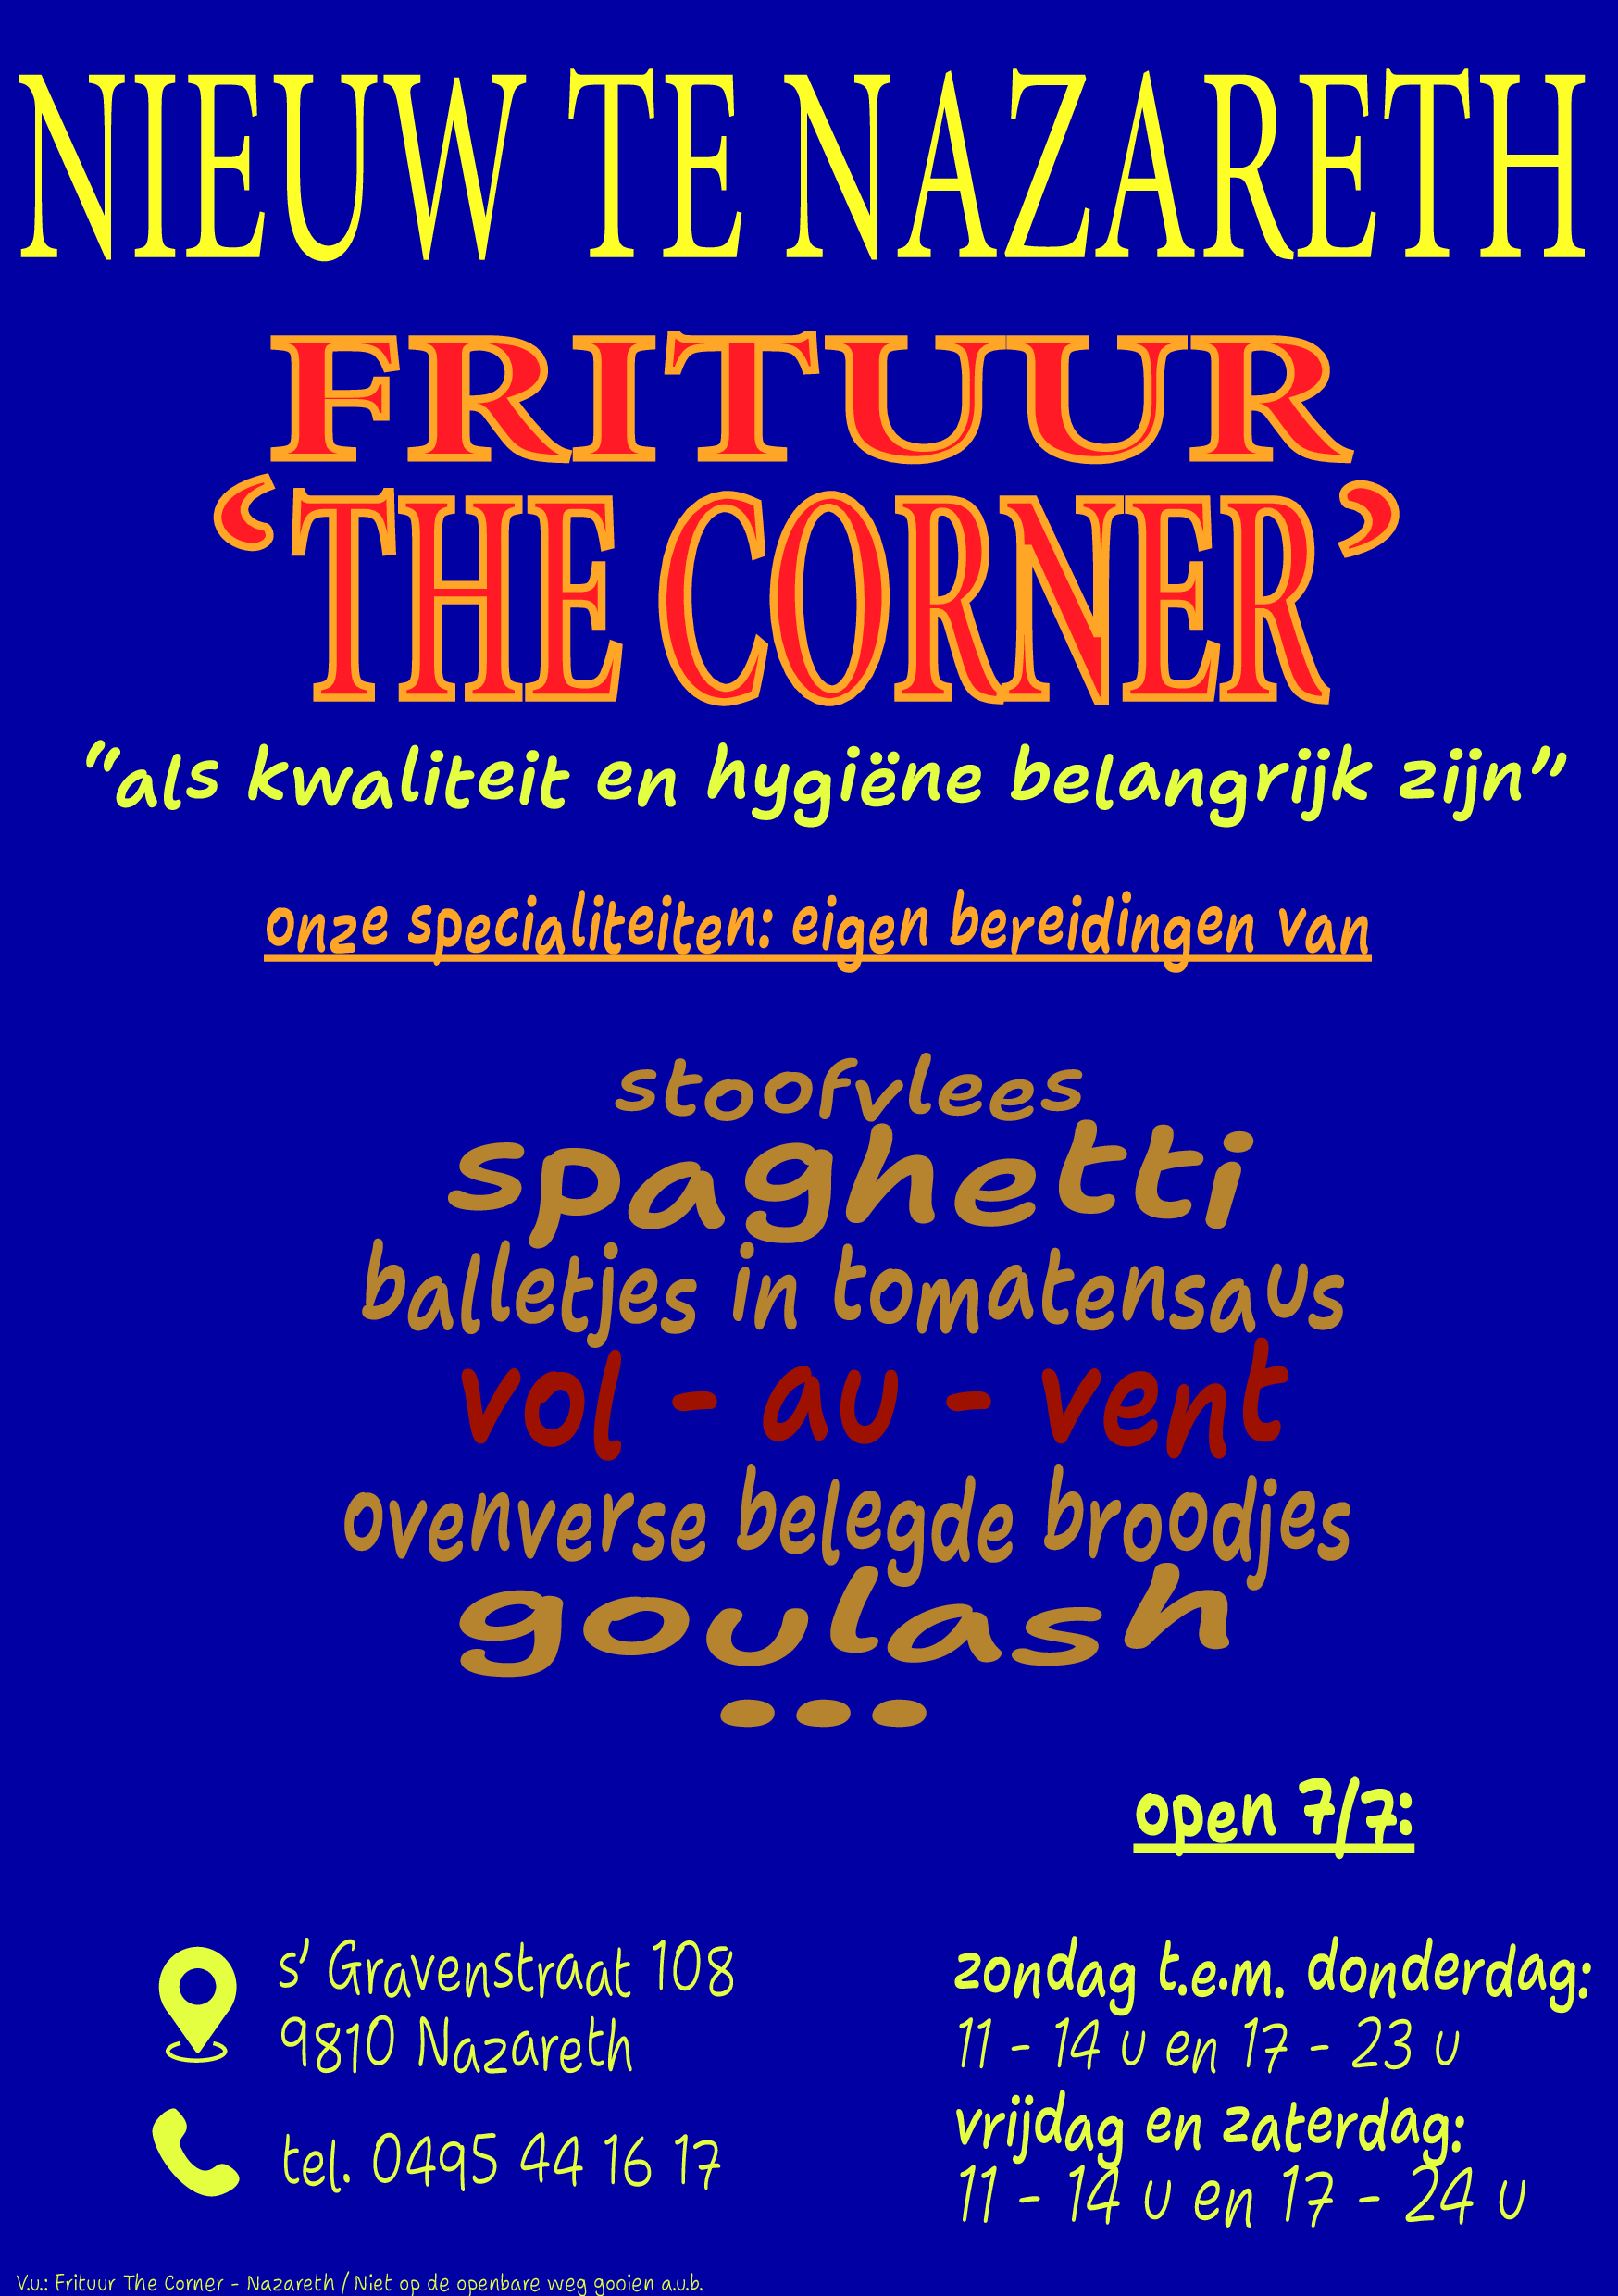 NIEUW TE NAZARETH
FRITUUR
‘THE CORNER’
“als kwaliteit en hygiëne belangrijk zijn”
onze specialiteiten: eigen bereidingen van
stoofvlees
spaghetti
balletjes in tomatensaus
vol - au - vent
ovenverse belegde broodjes
goulash
...
open 7/7:
s’ Gravenstraat 108
9810 Nazareth
tel. 0495 44 16 17
zondag t.e.m. donderdag:
11 - 14 u en 17 - 23 u
vrijdag en zaterdag:
11 - 14 u en 17 - 24 u
V.u.: Frituur The Corner - Nazareth / Niet op de openbare weg gooien a.u.b.